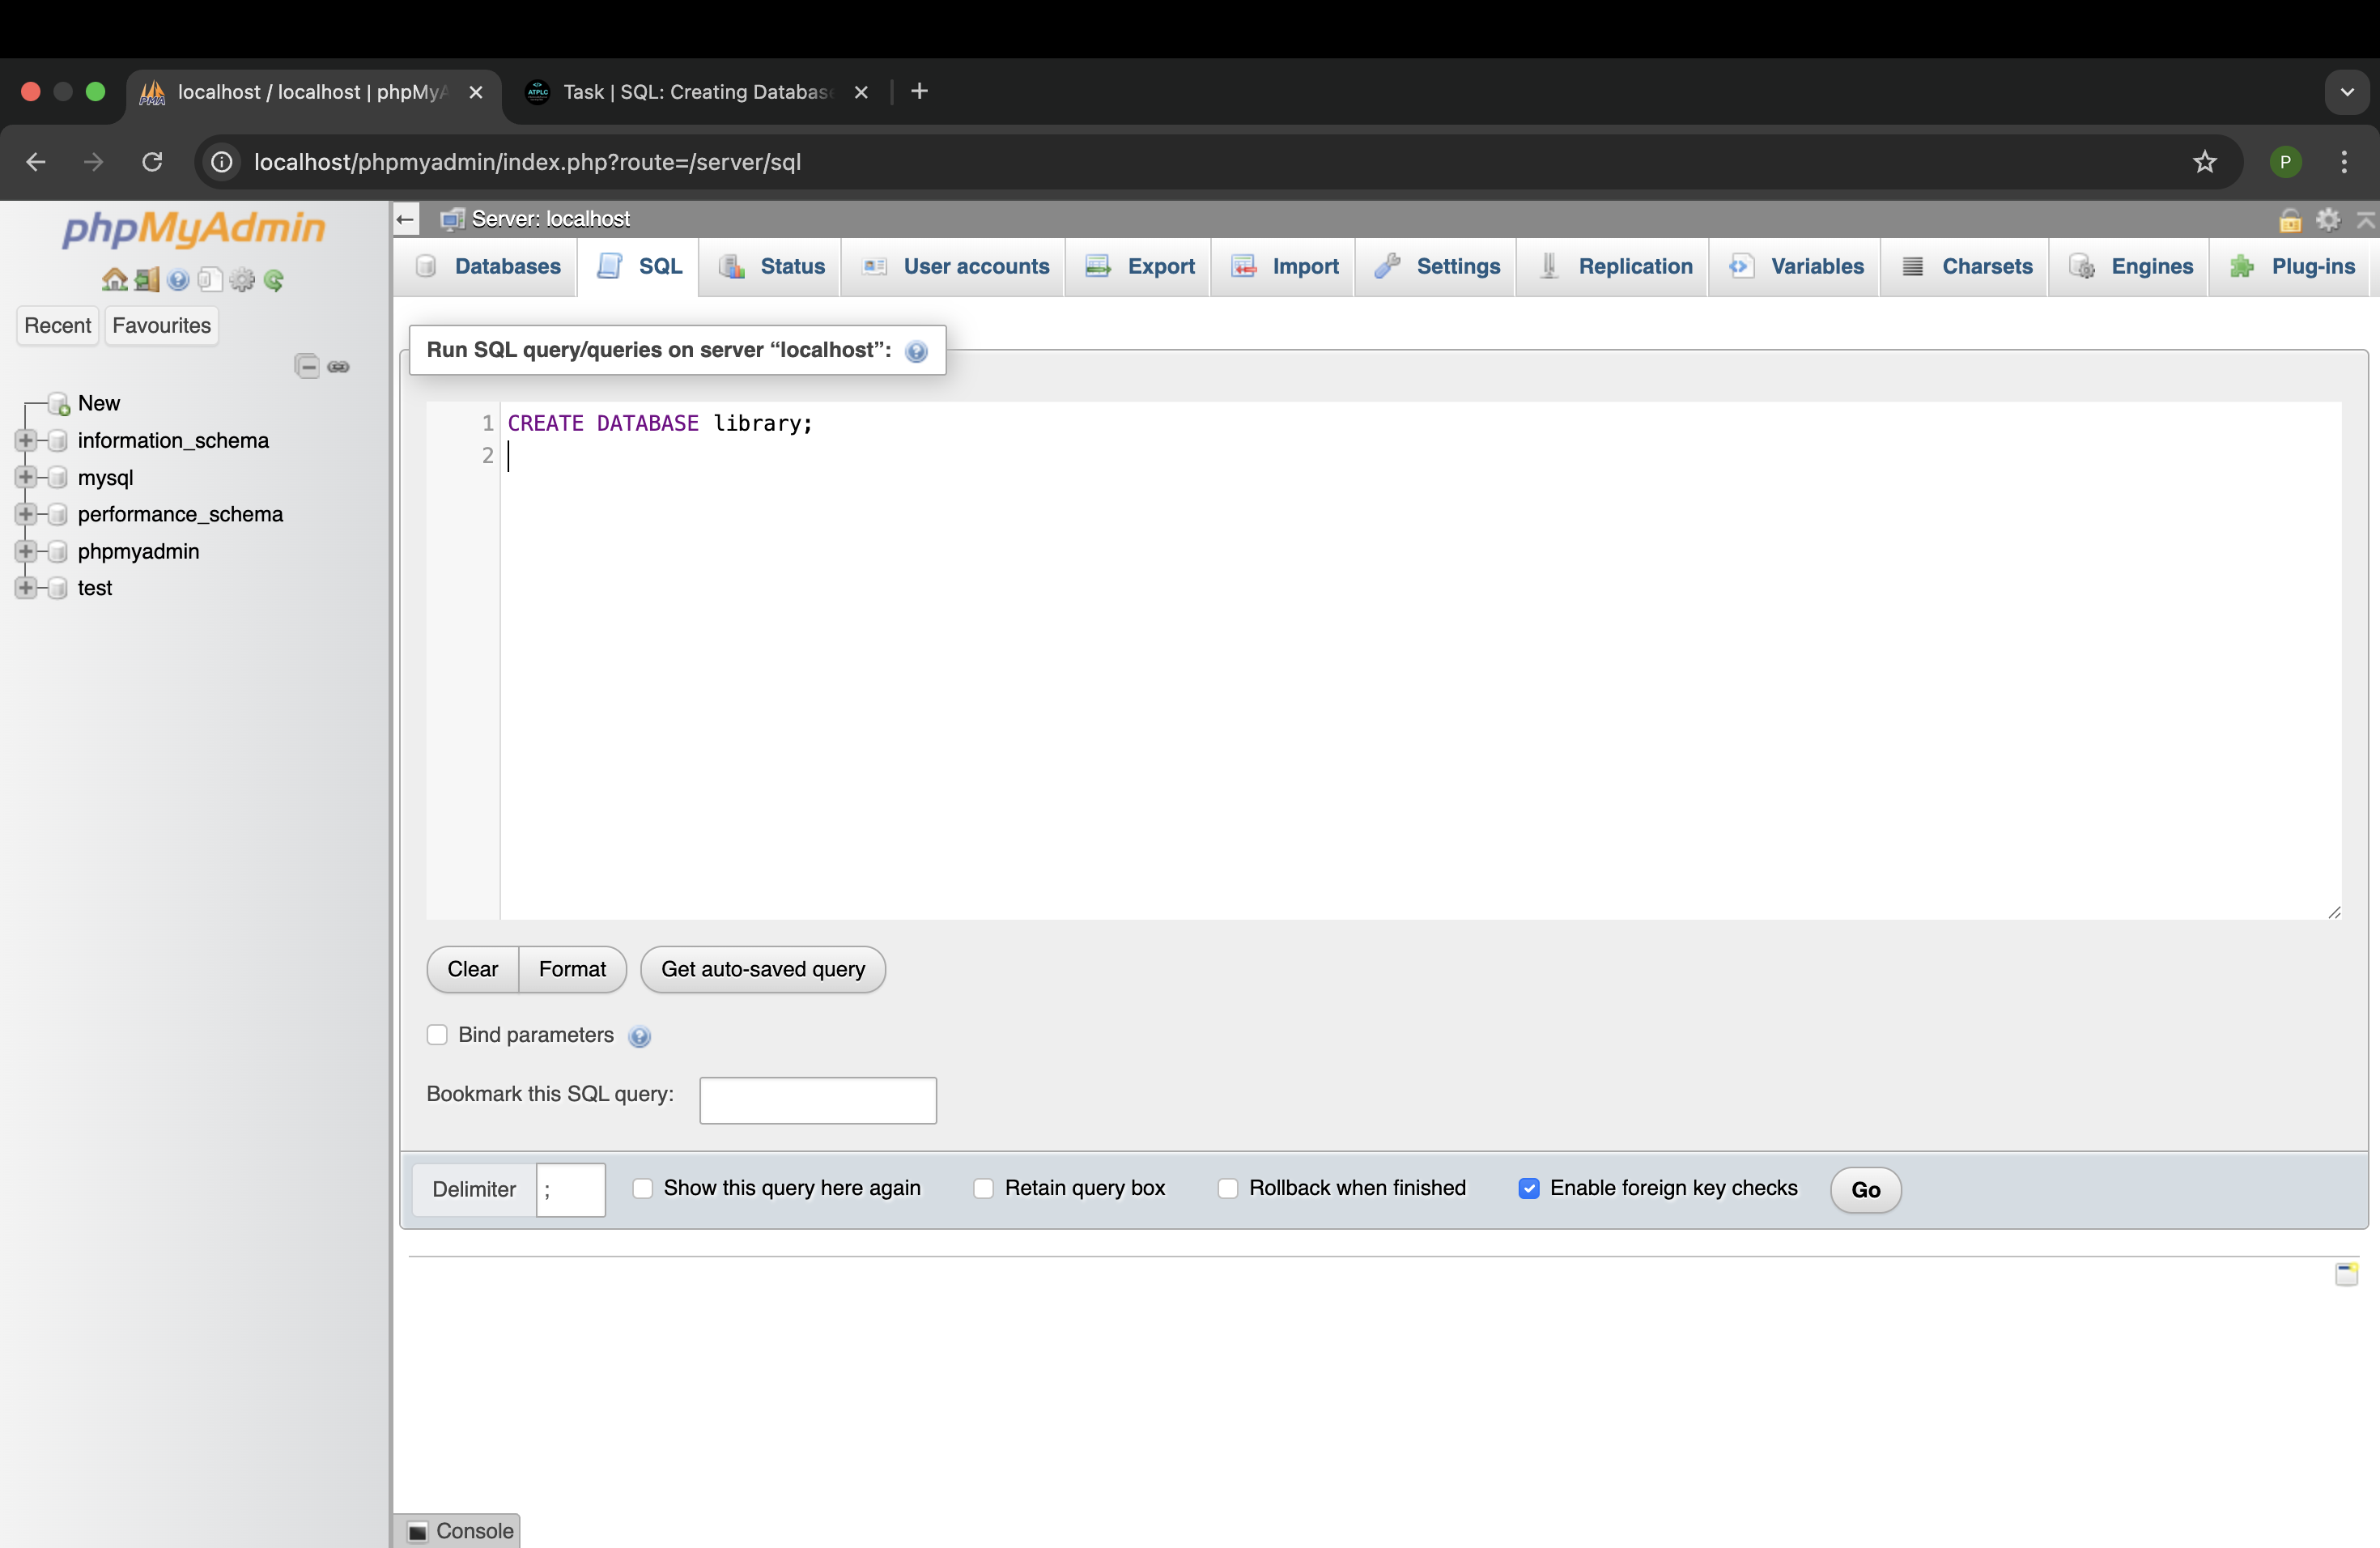 localhost / localhost | phpMyA
Task | SQL: Creating Databas
localhost/phpmyadmin/index.php?route=/server/sql
P
phpMyAdmin
Recent
Favourites
New
information_schema
mysql
performance_schema
phpmyadmin
test
Server: localhost
Databases
SQL
Status
User accounts
Export
Import
Settings
Replication
Variables
Charsets
Engines
Plug-ins
Run SQL query/queries on server “localhost”:
1 CREATE DATABASE library;
2
Clear
Format
Get auto-saved query
Bind parameters
Bookmark this SQL query:
Delimiter ;
Show this query here again
Retain query box
Rollback when finished
Enable foreign key checks
Go
Console